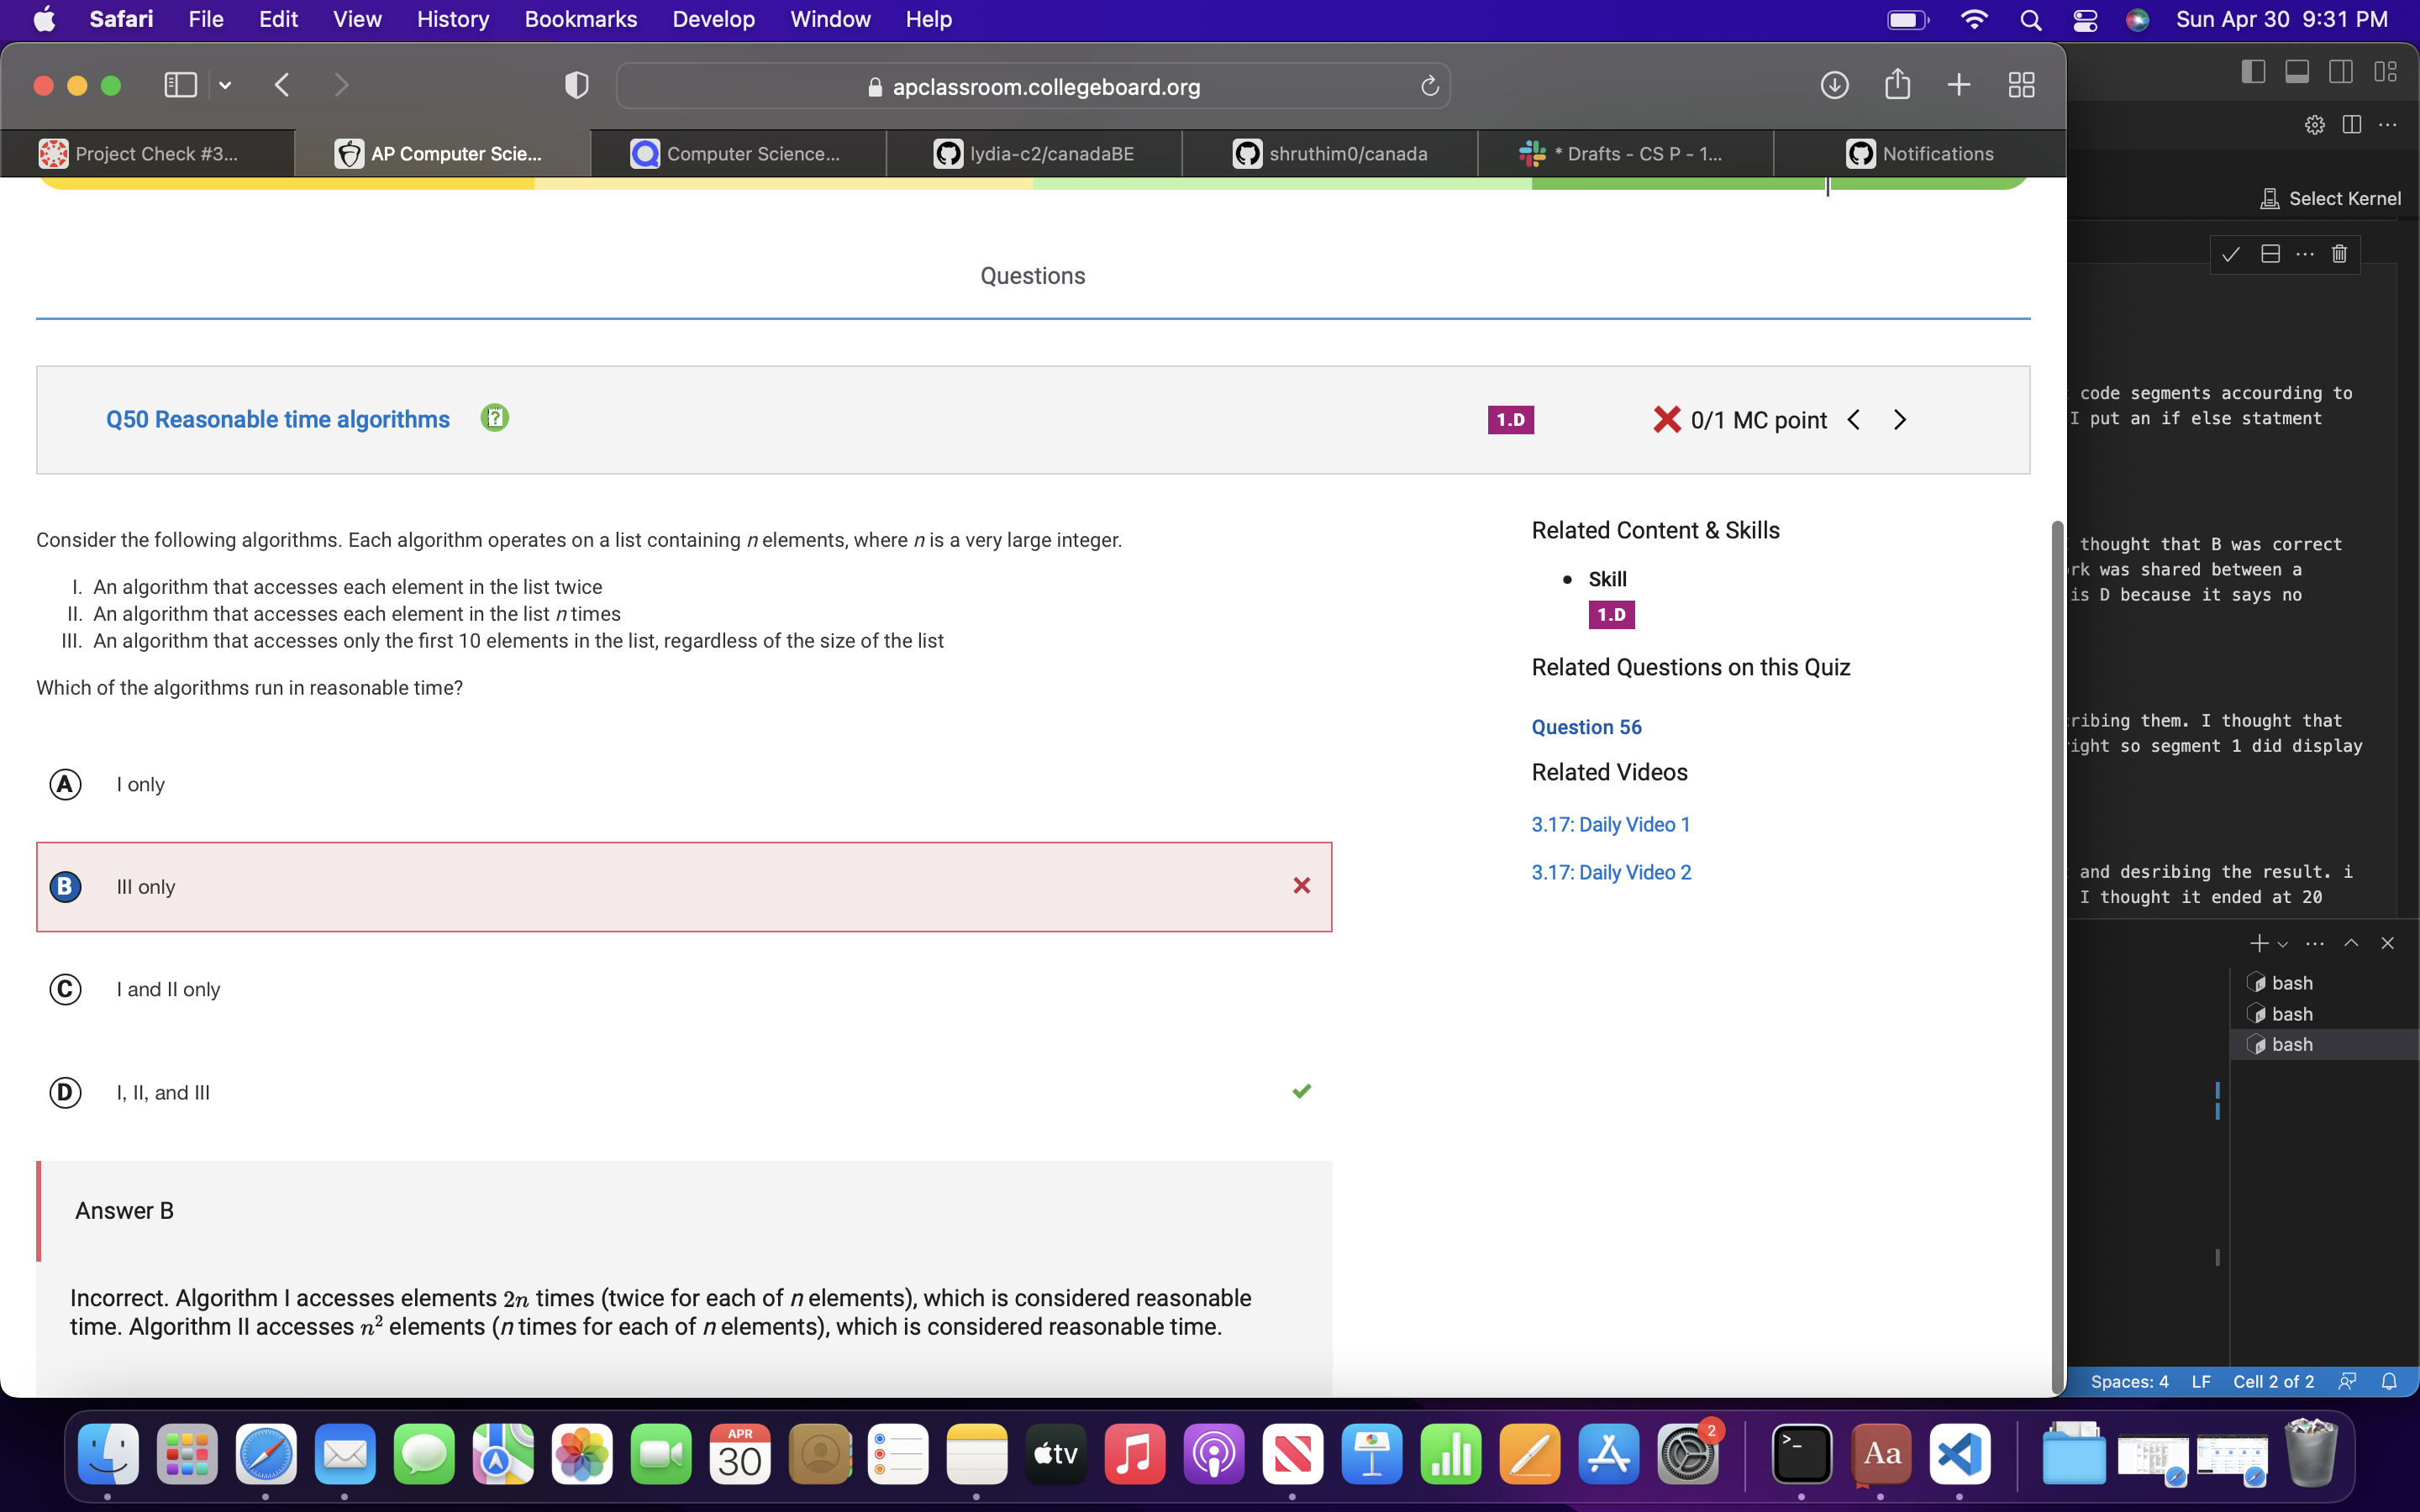 Safari File Edit View History Bookmarks Develop Window Help
Sun Apr 30 9:31 PM
apclassroom.collegeboard.org
Project Check #3...
AP Computer Scie...
Computer Science...
lydia-c2/canadaBE
shruthim0/canada
* Drafts - CS P - 1...
Notifications
Select Kernel
Questions
Q50 Reasonable time algorithms
1.D
0/1 MC point
Consider the following algorithms. Each algorithm operates on a list containing n elements, where n is a very large integer.
I. An algorithm that accesses each element in the list twice
II. An algorithm that accesses each element in the list n times
III. An algorithm that accesses only the first 10 elements in the list, regardless of the size of the list
Which of the algorithms run in reasonable time?
A I only
B III only
C I and II only
D I, II, and III
Answer B
Incorrect. Algorithm I accesses elements 2n times (twice for each of n elements), which is considered reasonable
time. Algorithm II accesses n² elements (n times for each of n elements), which is considered reasonable time.
Related Content & Skills
Skill
1.D
Related Questions on this Quiz
Question 56
Related Videos
3.17: Daily Video 1
3.17: Daily Video 2
code segments accourding to
I put an if else statment
thought that B was correct
rk was shared between a
is D because it says no
ribing them. I thought that
ight so segment 1 did display
and desribing the result. i
I thought it ended at 20
bash
bash
bash
Spaces: 4 LF Cell 2 of 2
APR
30
tv
2
>_
Aa